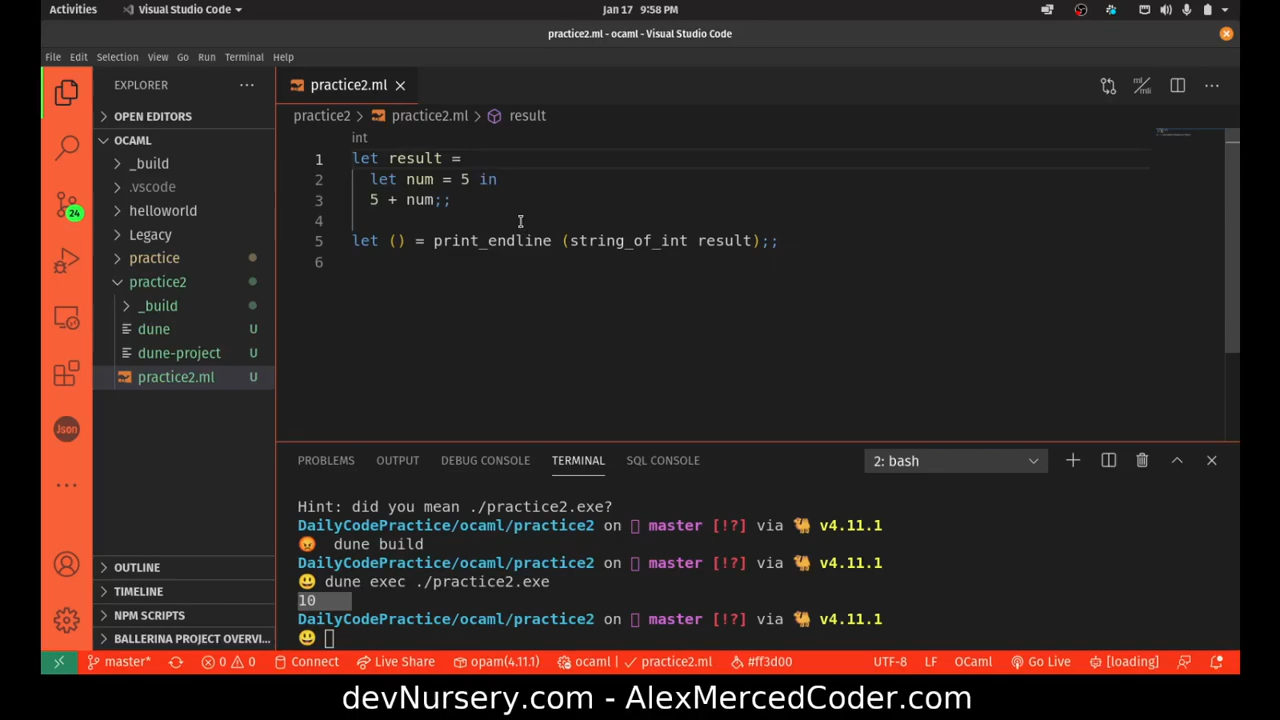 Activities
Visual Studio Code
Jan 17 9:58 PM
practice2.ml - ocaml - Visual Studio Code
File Edit Selection View Go Run Terminal Help
EXPLORER
practice2.ml
OPEN EDITORS
practice2 > practice2.ml > result
OCAML
int
_build
1 let result =
.vscode
2 let num = 5 in
helloworld
3 5 + num;;
24
4
Legacy
5 let () = print_endline (string_of_int result);;
practice
6
practice2
_build
dune U
dune-project U
practice2.ml U
Json
PROBLEMS OUTPUT DEBUG CONSOLE TERMINAL SQL CONSOLE 2: bash
Hint: did you mean ./practice2.exe?
DailyCodePractice/ocaml/practice2 on master [!?] via 🐫 v4.11.1
😡 dune build
DailyCodePractice/ocaml/practice2 on master [!?] via 🐫 v4.11.1
😃 dune exec ./practice2.exe
10
DailyCodePractice/ocaml/practice2 on master [!?] via 🐫 v4.11.1
😃
OUTLINE
TIMELINE
NPM SCRIPTS
BALLERINA PROJECT OVERVI...
master* 0 0 Connect Live Share opam(4.11.1) ocaml | ✓ practice2.ml #ff3d00 UTF-8 LF OCaml Go Live [loading]
devNursery.com - AlexMercedCoder.com